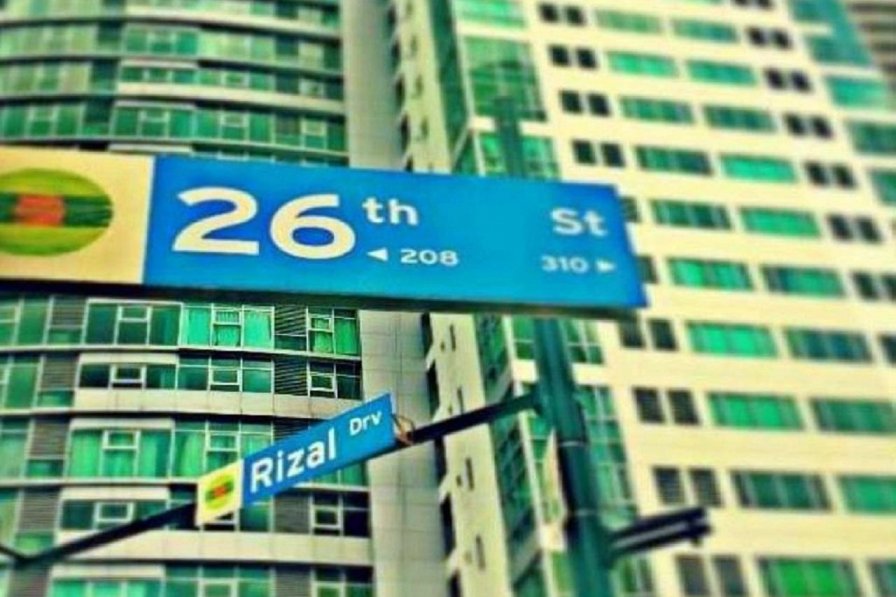 26th St
◄ 208 310 ►
Rizal Drv